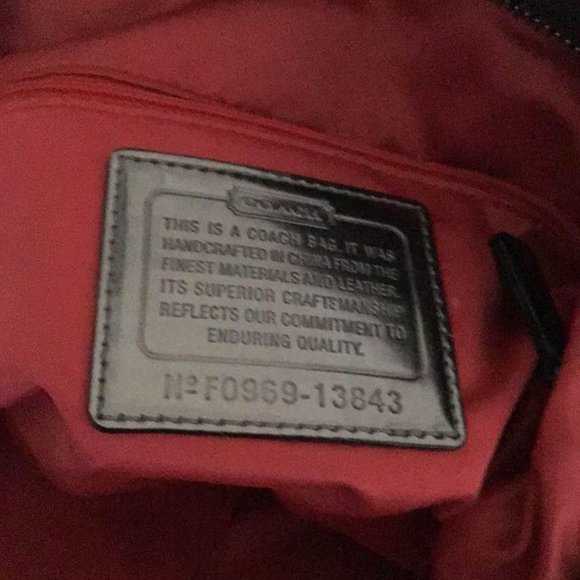 COACH
THIS IS A COACH BAG. IT WAS
HANDCRAFTED IN CHINA FROM THE
FINEST MATERIALS AND LEATHER.
ITS SUPERIOR CRAFTSMANSHIP
REFLECTS OUR COMMITMENT TO
ENDURING QUALITY.
Nº F0969-13843